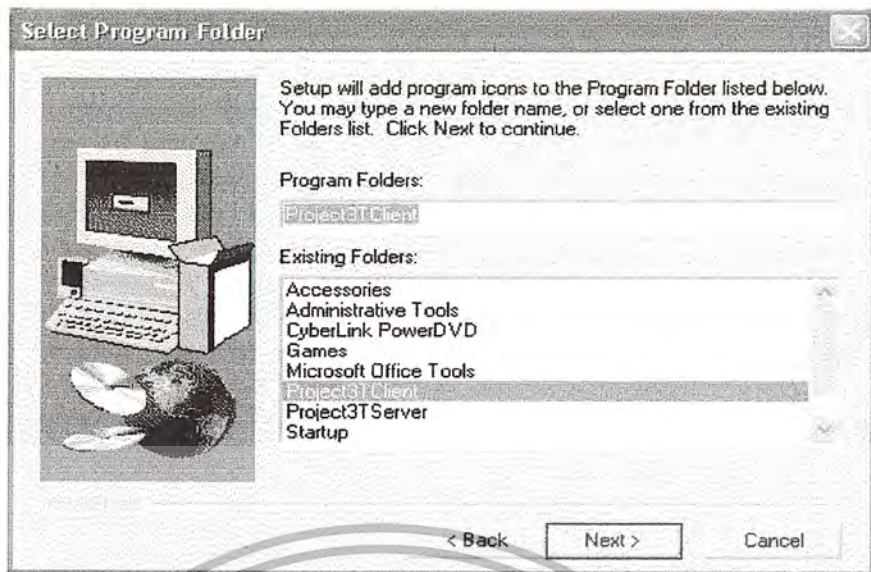 Select Program Folder
Setup will add program icons to the Program Folder listed below.
You may type a new folder name, or select one from the existing
Folders list. Click Next to continue.
Program Folders:
Project3TClient
Existing Folders:
Accessories
Administrative Tools
CyberLink PowerDVD
Games
Microsoft Office Tools
Project3TClient
Project3TServer
Startup
< Back
Next >
Cancel